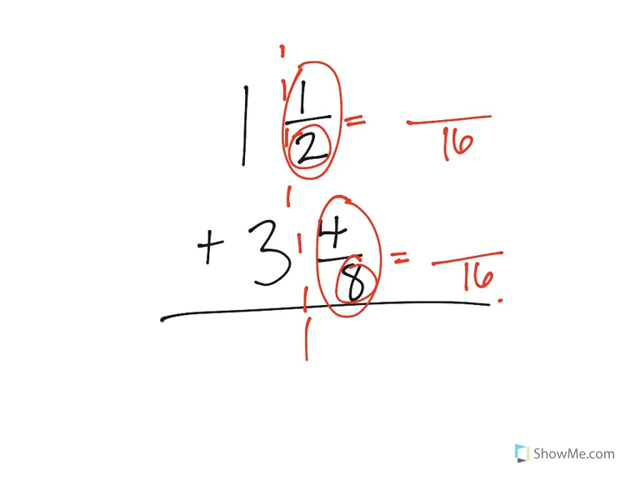 1 1/2 = /16
+ 3 4/8 = /16.
ShowMe.com